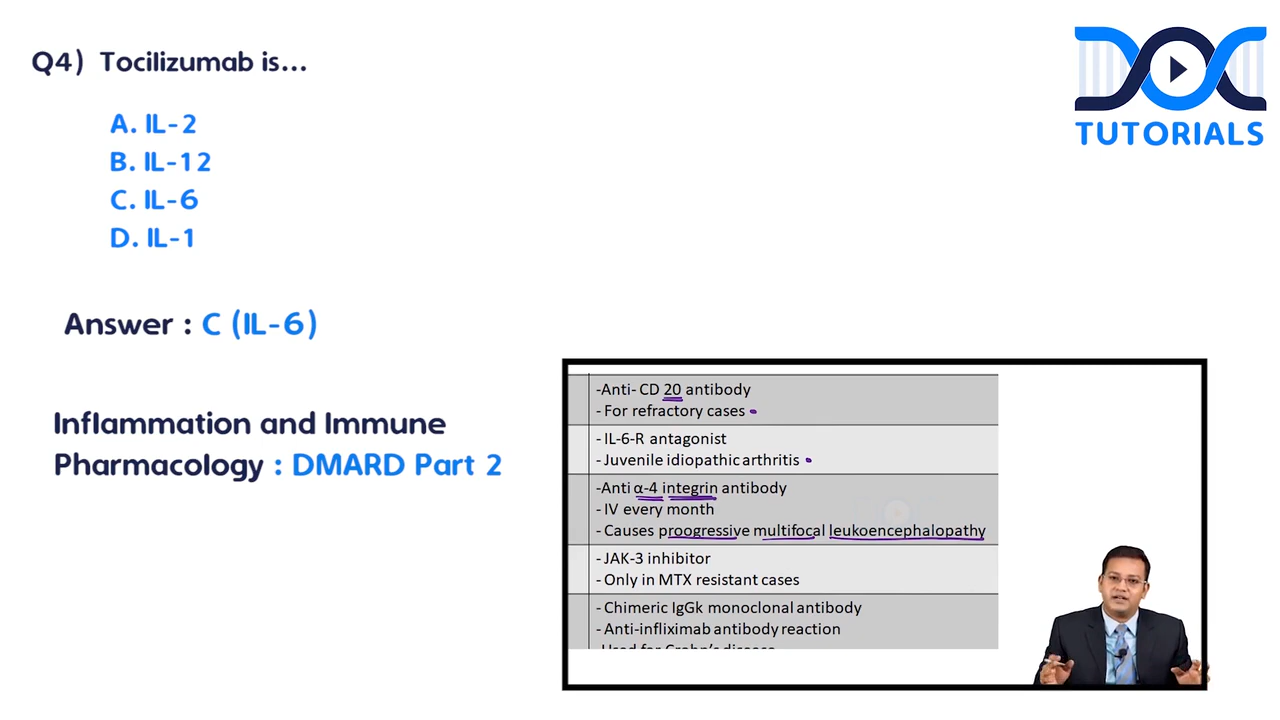 Q4) Tocilizumab is...
A. IL-2
B. IL-12
C. IL-6
D. IL-1
Answer : C (IL-6)
Inflammation and Immune
Pharmacology : DMARD Part 2
TUTORIALS
-Anti- CD 20 antibody
- For refractory cases
- IL-6-R antagonist
- Juvenile idiopathic arthritis
-Anti α-4 integrin antibody
- IV every month
- Causes proogressive multifocal leukoencephalopathy
- JAK-3 inhibitor
- Only in MTX resistant cases
- Chimeric IgGk monoclonal antibody
- Anti-infliximab antibody reaction